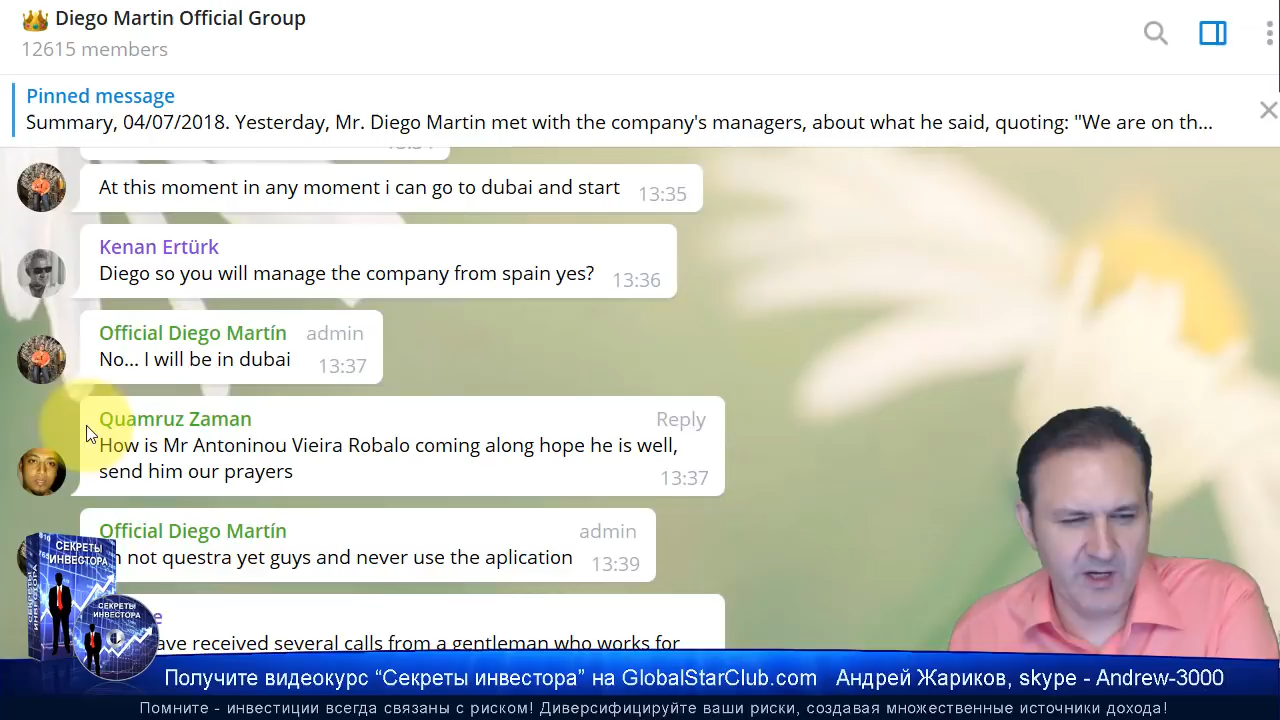 Diego Martin Official Group
12615 members
Pinned message
Summary, 04/07/2018. Yesterday, Mr. Diego Martin met with the company's managers, about what he said, quoting: "We are on th...
At this moment in any moment i can go to dubai and start 13:35
Kenan Ertürk
Diego so you will manage the company from spain yes? 13:36
Official Diego Martín admin
No... I will be in dubai 13:37
Quamruz Zaman Reply
How is Mr Antoninou Vieira Robalo coming along hope he is well,
send him our prayers 13:37
Official Diego Martín admin
not questra yet guys and never use the aplication 13:39
have received several calls from a gentleman who works for
СЕКРЕТЫ
ИНВЕСТОРА
СЕКРЕТЫ
ИНВЕСТОРА
Получите видеокурс “Секреты инвестора” на GlobalStarClub.com Андрей Жариков, skype - Andrew-3000
Помните - инвестиции всегда связаны с риском! Диверсифицируйте ваши риски, создавая множественные источники дохода!